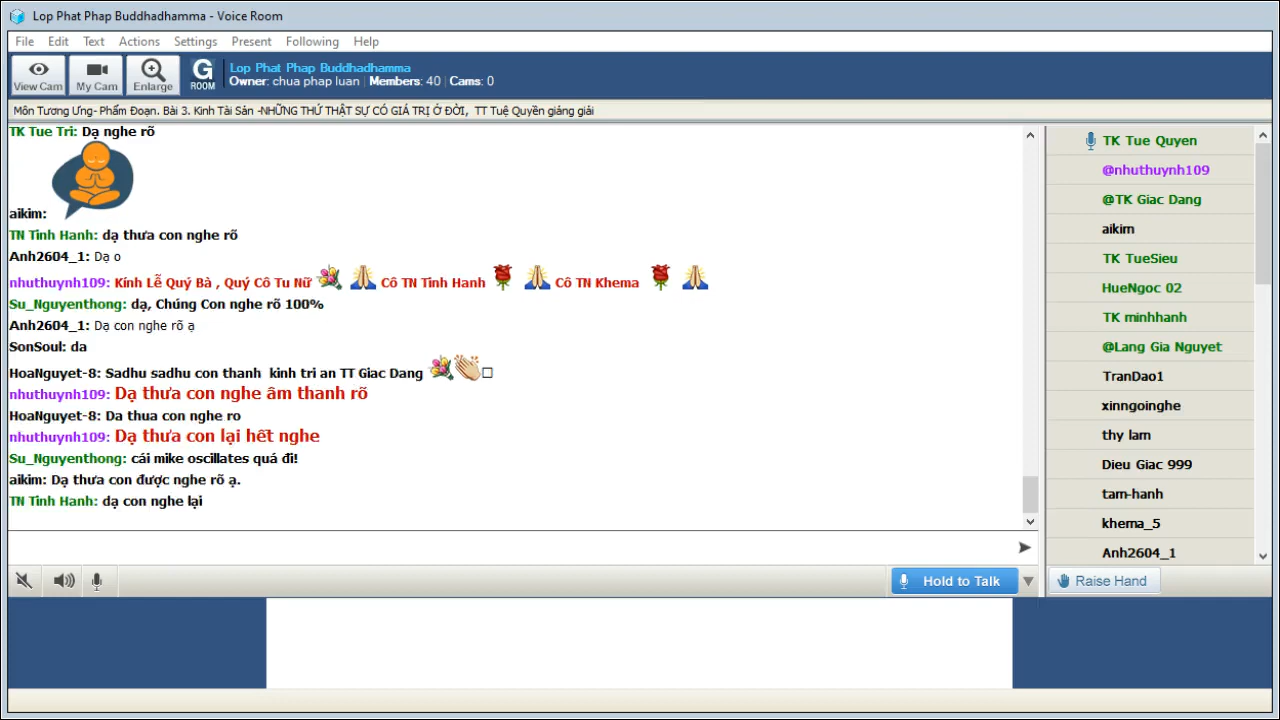 Lop Phat Phap Buddhadhamma - Voice Room
File Edit Text Actions Settings Present Following Help
View Cam My Cam Enlarge G ROOM
Lop Phat Phap Buddhadhamma
Owner: chua phap luan Members: 40 Cams: 0
Môn Tương Ưng- Phẩm Đoạn. Bài 3. Kinh Tài Sản -NHỮNG THỨ THẬT SỰ CÓ GIÁ TRỊ Ở ĐỜI, TT Tuệ Quyền giảng giải
TK Tue Tri: Dạ nghe rõ
aikim:
TN Tinh Hanh: dạ thưa con nghe rõ
Anh2604_1: Dạ o
nhuthuynh109: Kính Lễ Quý Bà , Quý Cô Tu Nữ Cô TN Tinh Hanh Cô TN Khema
Su_Nguyenthong: dạ, Chúng Con nghe rõ 100%
Anh2604_1: Dạ con nghe rõ ạ
SonSoul: da
HoaNguyet-8: Sadhu sadhu con thanh kinh tri an TT Giac Dang
nhuthuynh109: Dạ thưa con nghe âm thanh rõ
HoaNguyet-8: Da thua con nghe ro
nhuthuynh109: Dạ thưa con lại hết nghe
Su_Nguyenthong: cái mike oscillates quá đi!
aikim: Dạ thưa con được nghe rõ ạ.
TN Tinh Hanh: dạ con nghe lại
TK Tue Quyen
@nhuthuynh109
@TK Giac Dang
aikim
TK TueSieu
HueNgoc 02
TK minhhanh
@Lang Gia Nguyet
TranDao1
xinngoinghe
thy lam
Dieu Giac 999
tam-hanh
khema_5
Anh2604_1
Hold to Talk
Raise Hand